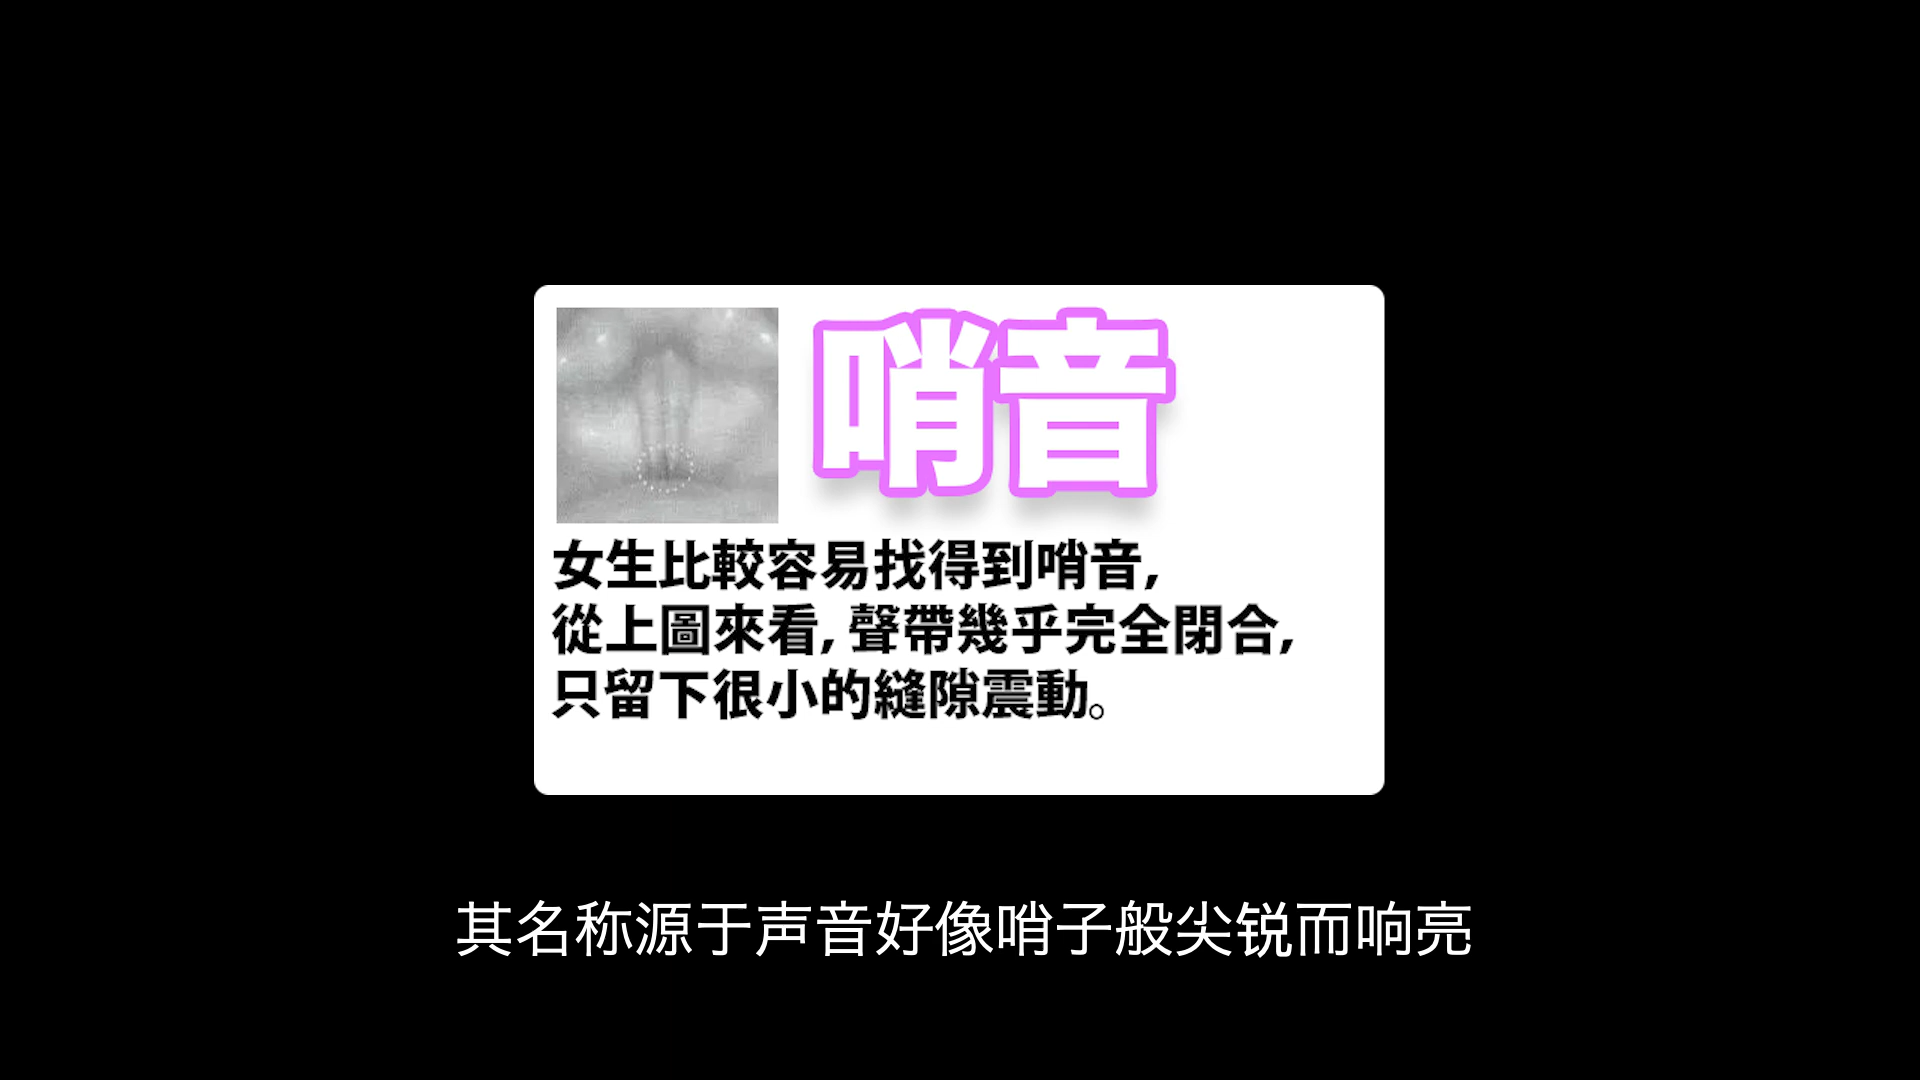 哨音
女生比較容易找得到哨音,
從上圖來看, 聲帶幾乎完全閉合,
只留下很小的縫隙震動。
其名称源于声音好像哨子般尖锐而响亮